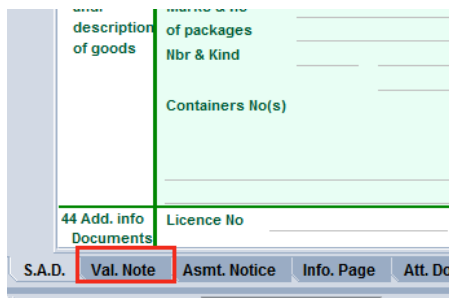 description
of goods
of packages
Nbr & Kind
Containers No(s)
44 Add. info
Documents
Licence No
S.A.D.
Val. Note
Asmt. Notice
Info. Page
Att.